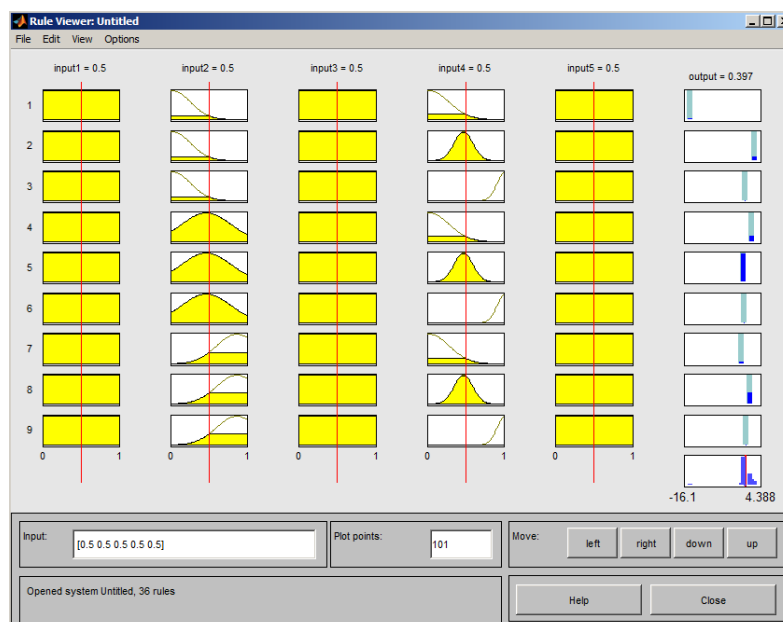 Rule Viewer: Untitled
File Edit View Options
input1 = 0.5 input2 = 0.5 input3 = 0.5 input4 = 0.5 input5 = 0.5 output = 0.397
1
2
3
4
5
6
7
8
9
0 1 0 1 0 1 0 1 0 1
-16.1 4.388
Input: [0.5 0.5 0.5 0.5 0.5] Plot points: 101 Move: left right down up
Opened system Untitled, 36 rules
Help Close